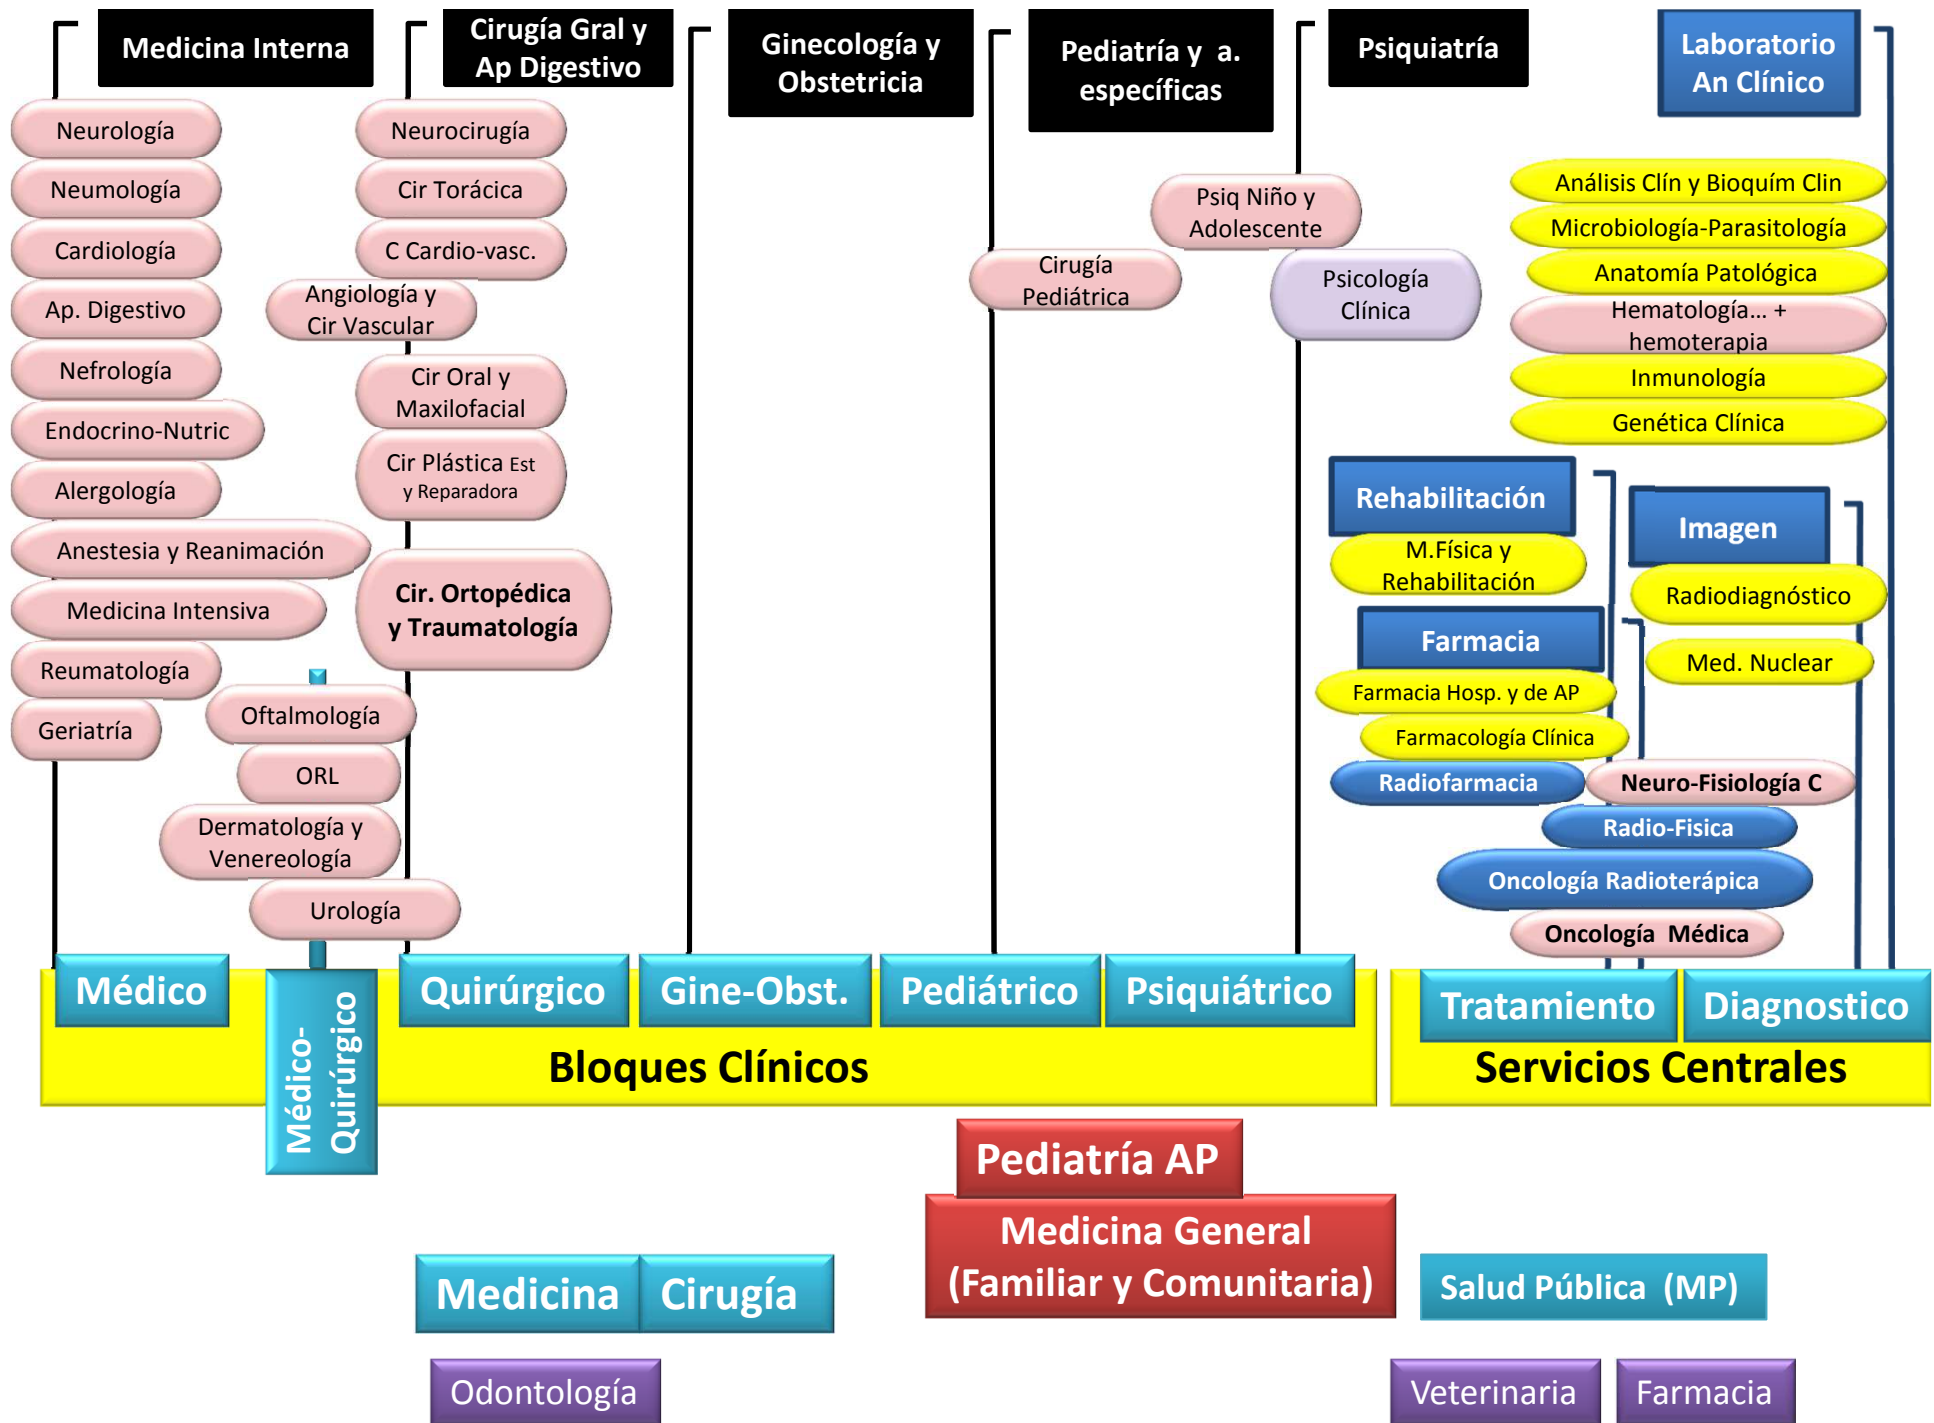 Medicina Interna
Neurología
Neumología
Cardiología
Ap. Digestivo
Nefrología
Endocrino-Nutric
Alergología
Anestesia y Reanimación
Medicina Intensiva
Reumatología
Geriatría
Cirugía Gral y
Ap Digestivo
Neurocirugía
Cir Torácica
C Cardio-vasc.
Angiología y
Cir Vascular
Cir Oral y
Maxilofacial
Cir Plástica Est
y Reparadora
Cir. Ortopédica
y Traumatología
Oftalmología
ORL
Dermatología y
Venereología
Urología
Ginecología y
Obstetricia
Pediatría y a.
específicas
Cirugía
Pediátrica
Psiquiatría
Psiq Niño y
Adolescente
Psicología
Clínica
Laboratorio
An Clínico
Análisis Clín y Bioquím Clin
Microbiología-Parasitología
Anatomía Patológica
Hematología... +
hemoterapia
Inmunología
Genética Clínica
Rehabilitación
M.Física y
Rehabilitación
Imagen
Radiodiagnóstico
Med. Nuclear
Farmacia
Farmacia Hosp. y de AP
Farmacología Clínica
Radiofarmacia
Neuro-Fisiología C
Radio-Fisica
Oncología Radioterápica
Oncología Médica
Médico
Médico-
Quirúrgico
Quirúrgico
Gine-Obst.
Pediátrico
Psiquiátrico
Bloques Clínicos
Tratamiento
Diagnostico
Servicios Centrales
Pediatría AP
Medicina General
(Familiar y Comunitaria)
Medicina
Cirugía
Salud Pública (MP)
Odontología
Veterinaria
Farmacia